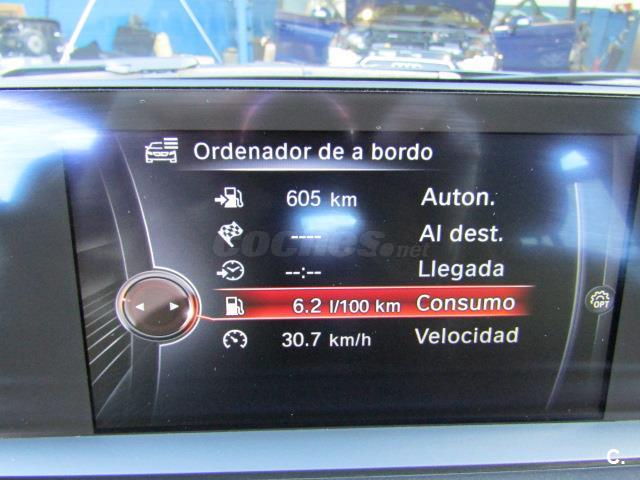 Ordenador de a bordo
605 km Auton.
---- Al dest.
--:-- Llegada
6.2 l/100 km Consumo
30.7 km/h Velocidad
OPT
coches.net
c.